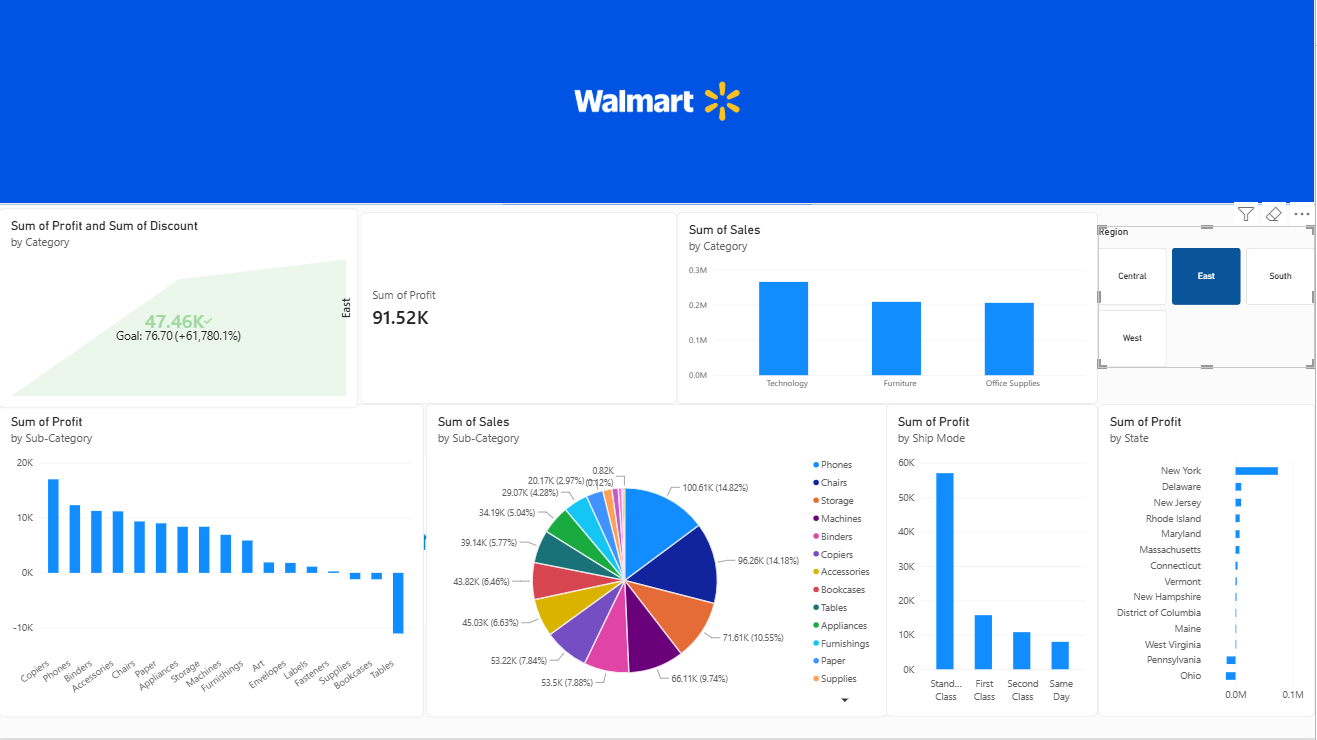 Walmart
Sum of Profit and Sum of Discount
by Category
47.46K
Goal: 76.70 (+61,780.1%)
East
Sum of Profit
91.52K
Sum of Sales
by Category
0.3M
0.2M
0.1M
0.0M
Technology
Furniture
Office Supplies
Region
Central
East
South
West
Sum of Profit
by Sub-Category
20K
10K
0K
-10K
Copiers
Phones
Binders
Accessories
Chairs
Paper
Appliances
Storage
Machines
Furnishings
Art
Envelopes
Labels
Fasteners
Supplies
Bookcases
Tables
Sum of Sales
by Sub-Category
0.82K
(0.12%)
20.17K (2.97%)
29.07K (4.28%)
34.19K (5.04%)
39.14K (5.77%)
43.82K (6.46%)
45.03K (6.63%)
53.22K (7.84%)
53.5K (7.88%)
66.11K (9.74%)
71.61K (10.55%)
96.26K (14.18%)
100.61K (14.82%)
Phones
Chairs
Storage
Machines
Binders
Copiers
Accessories
Bookcases
Tables
Appliances
Furnishings
Paper
Supplies
Sum of Profit
by Ship Mode
60K
50K
40K
30K
20K
10K
0K
Stand...
Class
First
Class
Second
Class
Same
Day
Sum of Profit
by State
New York
Delaware
New Jersey
Rhode Island
Maryland
Massachusetts
Connecticut
Vermont
New Hampshire
District of Columbia
Maine
West Virginia
Pennsylvania
Ohio
0.0M
0.1M